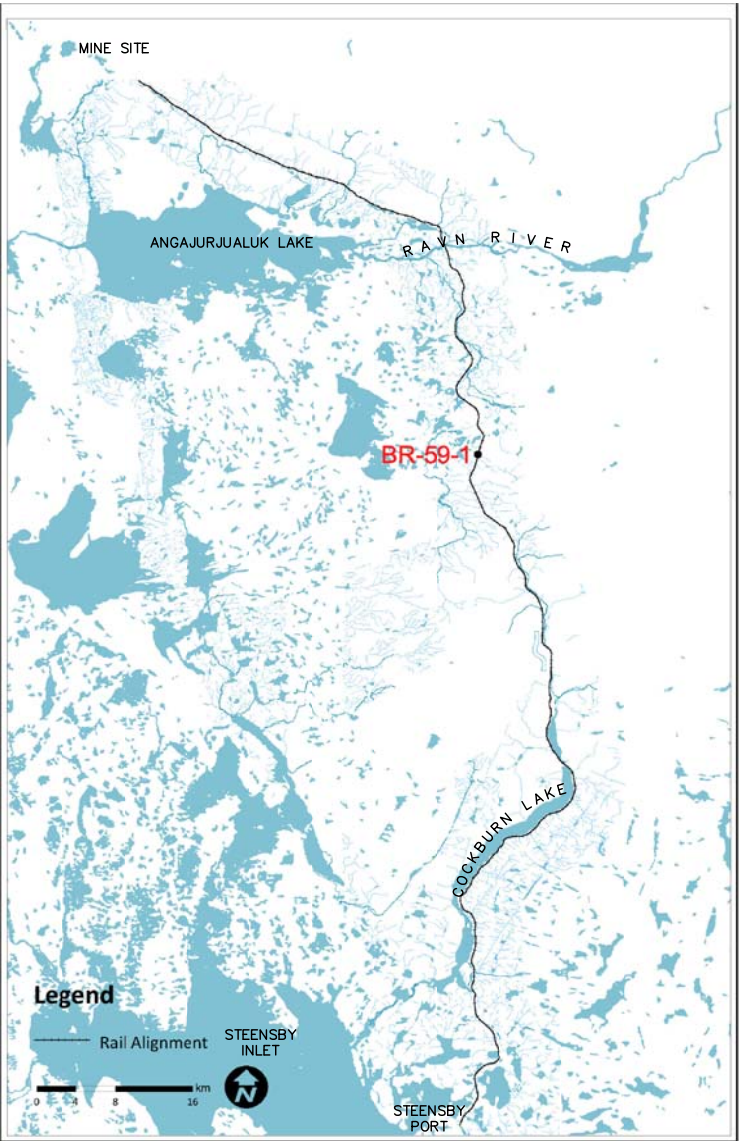 MINE SITE
ANGAJURJUALUK LAKE
RAVN RIVER
BR-59-1
COCKBURN LAKE
Legend
Rail Alignment
STEENSBY
INLET
km
0 4 8 16
N
STEENSBY
PORT